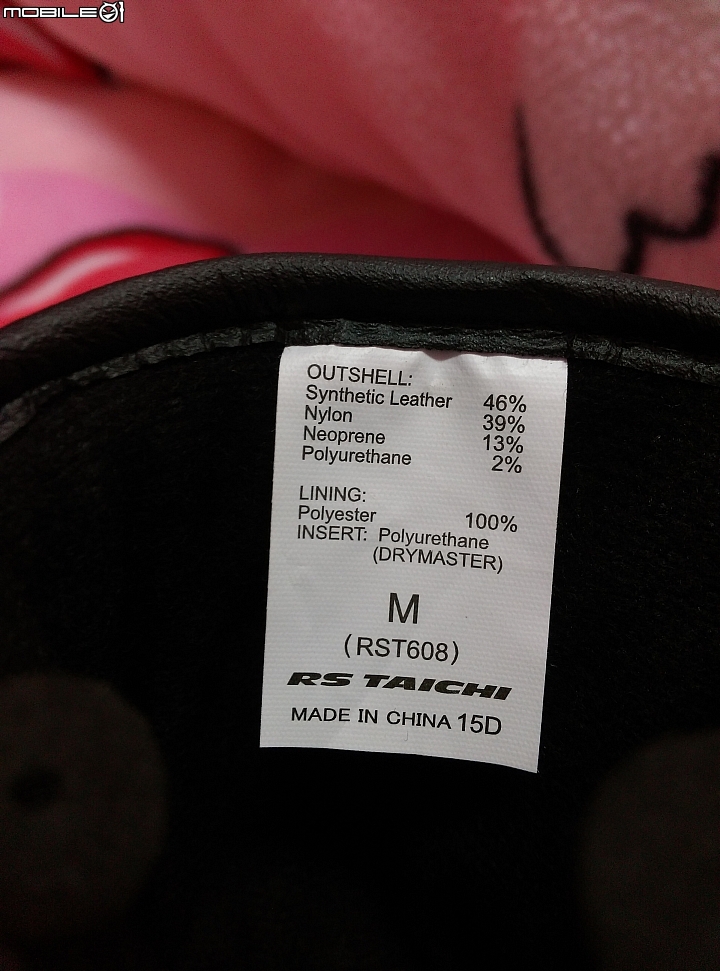 MOBILE01
OUTSHELL:
Synthetic Leather 46%
Nylon 39%
Neoprene 13%
Polyurethane 2%
LINING:
Polyester 100%
INSERT: Polyurethane
(DRYMASTER)
M
(RST608)
RS TAICHI
MADE IN CHINA 15D